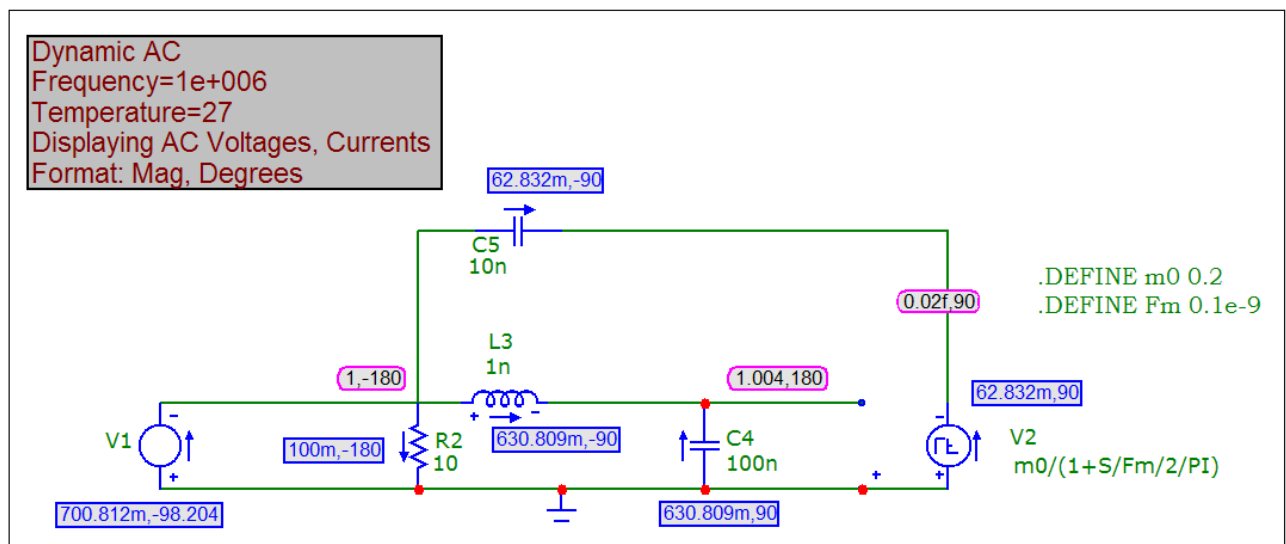 Dynamic AC
Frequency=1e+006
Temperature=27
Displaying AC Voltages, Currents
Format: Mag, Degrees
62.832m,-90
C5
10n
.DEFINE m0 0.2
.DEFINE Fm 0.1e-9
0.02f,90
L3
1n
1,-180
1.004,180
62.832m,90
+ -
-
-
V1
100m,-180
R2
10
630.809m,-90
C4
100n
V2
m0/(1+S/Fm/2/PI)
+
+
+
700.812m,-98.204
630.809m,90